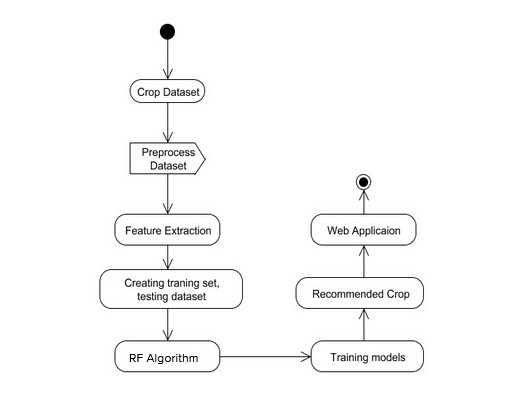 Crop Dataset
Preprocess
Dataset
Feature Extraction
Creating traning set,
testing dataset
RF Algorithm
Training models
Recommended Crop
Web Applicaion